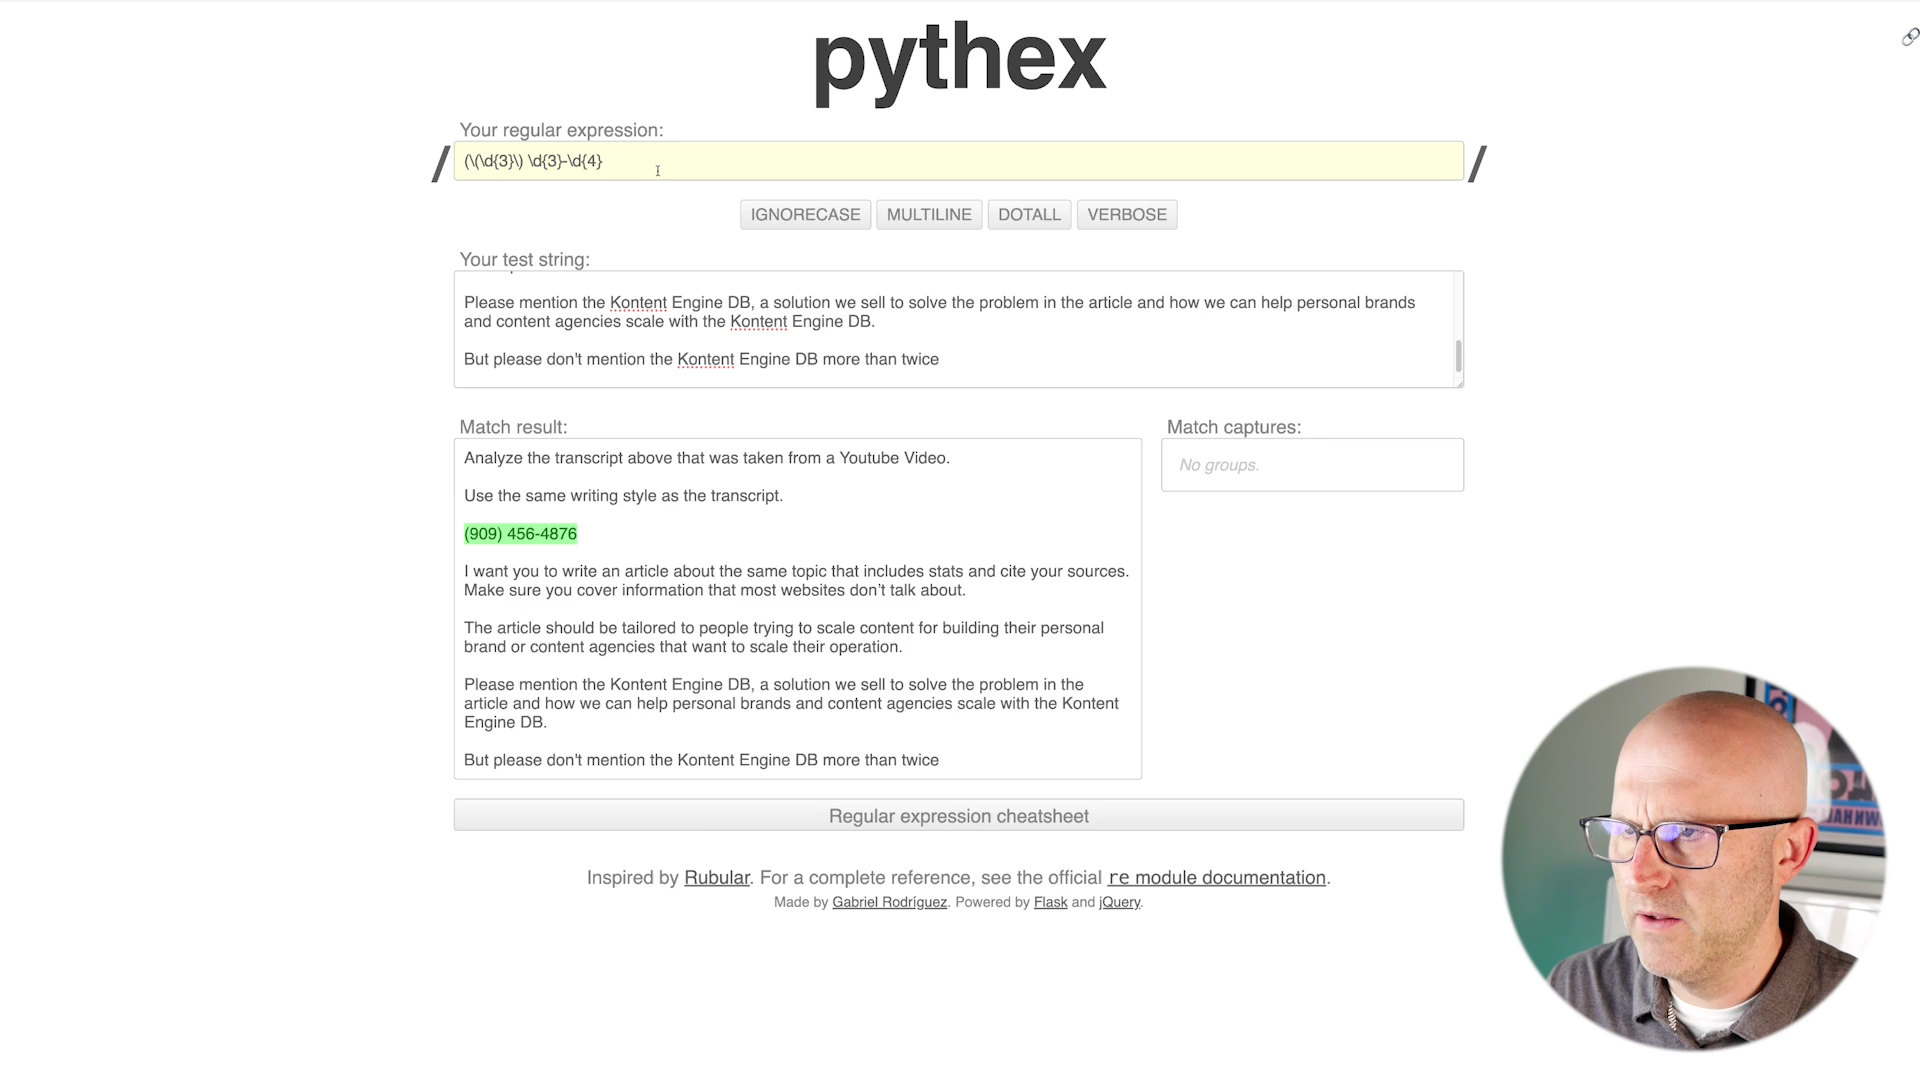 pythex
Your regular expression:
/ (\(\d{3}\) \d{3}-\d{4} /
IGNORECASE MULTILINE DOTALL VERBOSE
Your test string:
Please mention the Kontent Engine DB, a solution we sell to solve the problem in the article and how we can help personal brands
and content agencies scale with the Kontent Engine DB.
But please don't mention the Kontent Engine DB more than twice
Match result:
Analyze the transcript above that was taken from a Youtube Video.
Use the same writing style as the transcript.
(909) 456-4876
I want you to write an article about the same topic that includes stats and cite your sources.
Make sure you cover information that most websites don’t talk about.
The article should be tailored to people trying to scale content for building their personal
brand or content agencies that want to scale their operation.
Please mention the Kontent Engine DB, a solution we sell to solve the problem in the
article and how we can help personal brands and content agencies scale with the Kontent
Engine DB.
But please don't mention the Kontent Engine DB more than twice
Match captures:
No groups.
Regular expression cheatsheet
Inspired by Rubular. For a complete reference, see the official re module documentation.
Made by Gabriel Rodríguez. Powered by Flask and jQuery.